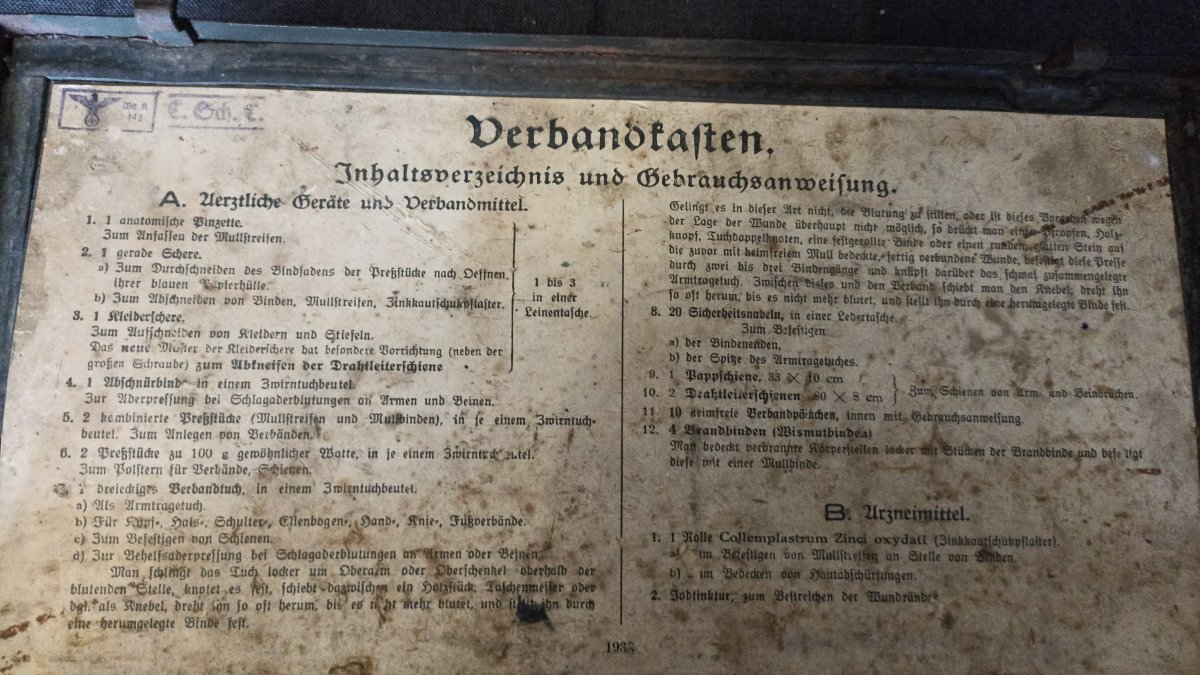 Wa. A.
142
E. Sch. E.
Verbandkasten.
Inhaltsverzeichnis und Gebrauchsanweisung.
A. Aerztliche Geräte und Verbandmittel.
1. 1 anatomische Pinzette.
Zum Anfassen der Mullstreifen.
2. 1 gerade Schere.
a) Zum Durchschneiden des Bindfadens der Preßstücke nach Oeffnen
ihrer blauen Papierhülle.
b) Zum Abschneiden von Binden, Mullstreifen, Zinkkautschukpflaster.
3. 1 Kleiderschere.
Zum Aufschneiden von Kleidern und Stiefeln.
Das neue Muster der Kleiderschere hat besondere Vorrichtung (neben der
großen Schraube) zum Abkneifen der Drahtleiterschiene
1 bis 3
in einer
Leinentasche.
4. 1 Abschnürbinde in einem Zwirntuchbeutel.
Zur Aderpressung bei Schlagaderblutungen an Armen und Beinen.
5. 2 kombinierte Preßstücke (Mullstreifen und Mullbinden), in je einem Zwirntuch-
beutel. Zum Anlegen von Verbänden.
6. 2 Preßstücke zu 100 g gewöhnlicher Watte, in je einem Zwirntuchbeutel.
Zum Polstern für Verbände, Schienen.
7. 1 dreieckiges Verbandtuch, in einem Zwirntuchbeutel.
a) Als Armtragetuch
b) Für Kopf-, Hals-, Schulter-, Ellenbogen-, Hand-, Knie-, Fußverbände.
c) Zum Befestigen von Schienen.
d) Zur Behelfsaderpressung bei Schlagaderblutungen an Armen oder Beinen.
Man schlingt das Tuch locker um Oberarm oder Oberschenkel oberhalb der
blutenden Stelle, knotet es fest, schiebt dazwischen ein Holzstück, Taschenmesser oder
dgl. als Knebel, dreht ihn so oft herum, bis es nicht mehr blutet, und stellt ihn durch
eine herumgelegte Binde fest.
Gelingt es in dieser Art nicht, die Blutung zu stillen, oder ist dieses Vorgehen wegen
der Lage der Wunde überhaupt nicht möglich, so drückt man einen Pfropfen, Holz-
knopf, Tuchdoppelknoten, eine festgerollte Binde oder einen runden, glatten Stein auf
die zuvor mit keimfreiem Mull bedeckte, fertig verbundene Wunde, befestigt diese Presse
durch zwei bis drei Bindengänge und knüpft darüber das schmal zusammengelegte
Armtragetuch. Zwischen dieses und den Verband schiebt man den Knebel, dreht ihn
so oft herum, bis es nicht mehr blutet, und stellt ihn durch eine herumgelegte Binde fest.
8. 20 Sicherheitsnadeln, in einer Ledertasche.
Zum Befestigen
a) der Bindenenden,
b) der Spitze des Armtragetuches.
9. 1 Pappschiene, 33 × 10 cm
10. 2 Drahtleiterschienen 80 × 8 cm
Zum Schienen von Arm- und Beinbrüchen.
11. 10 keimfreie Verbandpäckchen, innen mit Gebrauchsanweisung.
12. 4 Brandbinden (Wismutbinden)
Man bedeckt verbrannte Körperstellen locker mit Stücken der Brandbinde und befestigt
diese mit einer Mullbinde.
B. Arzneimittel.
1. 1 Rolle Collemplastrum Zinci oxydati (Zinkkautschukpflaster).
a) Zum Befestigen von Mullstreifen an Stelle von Binden.
b) Zum Bedecken von Hautabschürfungen.
2. Jodtinktur, zum Bestreichen der Wundränder